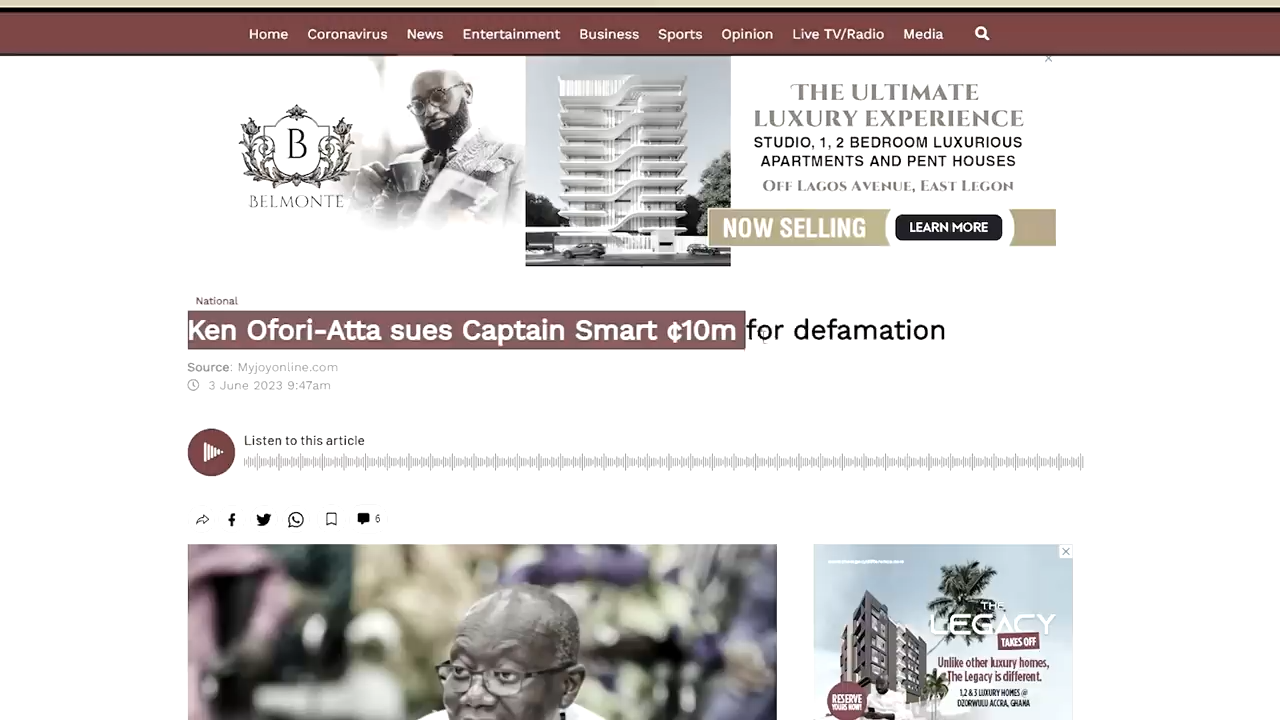 Home Coronavirus News Entertainment Business Sports Opinion Live TV/Radio Media
B
BELMONTE
THE ULTIMATE
LUXURY EXPERIENCE
STUDIO, 1, 2 BEDROOM LUXURIOUS
APARTMENTS AND PENT HOUSES
OFF LAGOS AVENUE, EAST LEGON
NOW SELLING LEARN MORE
National
Ken Ofori-Atta sues Captain Smart ¢10m for defamation
Source: Myjoyonline.com
3 June 2023 9:47am
Listen to this article
6
THE
LEGACY
TAKES OFF
Unlike other luxury homes,
The Legacy is different.
1,2 & 3 LUXURY HOMES @
DZORWULU ACCRA, GHANA
RESERVE
YOURS NOW!